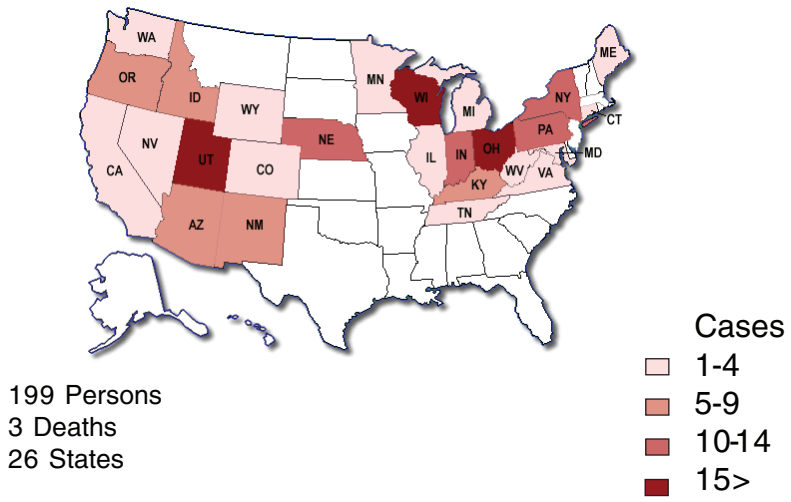 WA
ME
OR
MN
ID
WI
NY
WY
MI
CT
NE
PA
NV
IL
IN
OH
MD
UT
CO
WV
VA
CA
KY
TN
AZ
NM
Cases
1-4
5-9
10-14
15>
199 Persons
3 Deaths
26 States